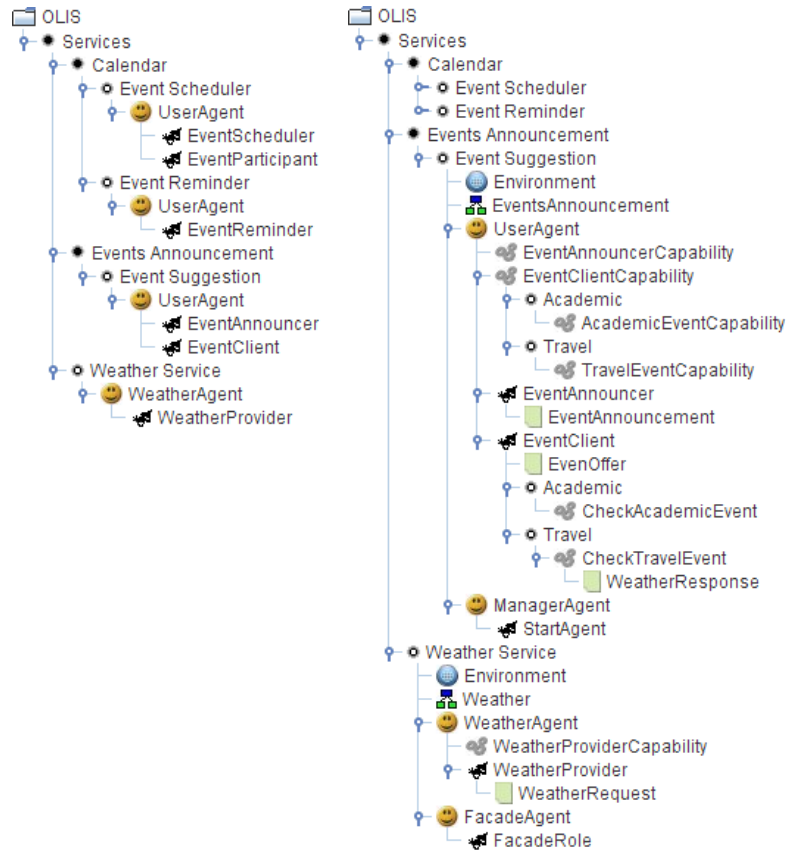 OLIS
Services
Calendar
Event Scheduler
UserAgent
EventScheduler
EventParticipant
Event Reminder
UserAgent
EventReminder
Events Announcement
Event Suggestion
UserAgent
EventAnnouncer
EventClient
Weather Service
WeatherAgent
WeatherProvider
OLIS
Services
Calendar
Event Scheduler
Event Reminder
Events Announcement
Event Suggestion
Environment
EventsAnnouncement
UserAgent
EventAnnouncerCapability
EventClientCapability
Academic
AcademicEventCapability
Travel
TravelEventCapability
EventAnnouncer
EventAnnouncement
EventClient
EvenOffer
Academic
CheckAcademicEvent
Travel
CheckTravelEvent
WeatherResponse
ManagerAgent
StartAgent
Weather Service
Environment
Weather
WeatherAgent
WeatherProviderCapability
WeatherProvider
WeatherRequest
FacadeAgent
FacadeRole